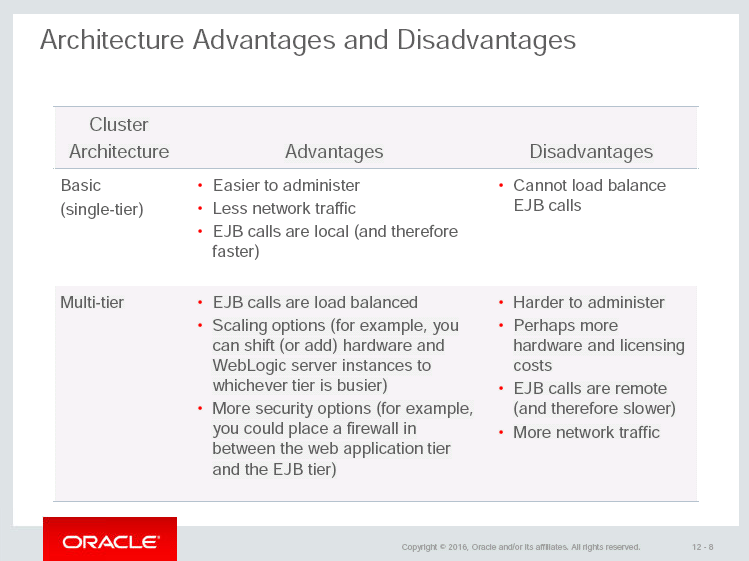 Architecture Advantages and Disadvantages
Cluster
Architecture
Advantages
Disadvantages
Basic
(single-tier)
• Easier to administer
• Less network traffic
• EJB calls are local (and therefore
faster)
• Cannot load balance
EJB calls
Multi-tier
• EJB calls are load balanced
• Scaling options (for example, you
can shift (or add) hardware and
WebLogic server instances to
whichever tier is busier)
• More security options (for example,
you could place a firewall in
between the web application tier
and the EJB tier)
• Harder to administer
• Perhaps more
hardware and licensing
costs
• EJB calls are remote
(and therefore slower)
• More network traffic
ORACLE®
Copyright © 2016, Oracle and/or its affiliates. All rights reserved.
12 - 8